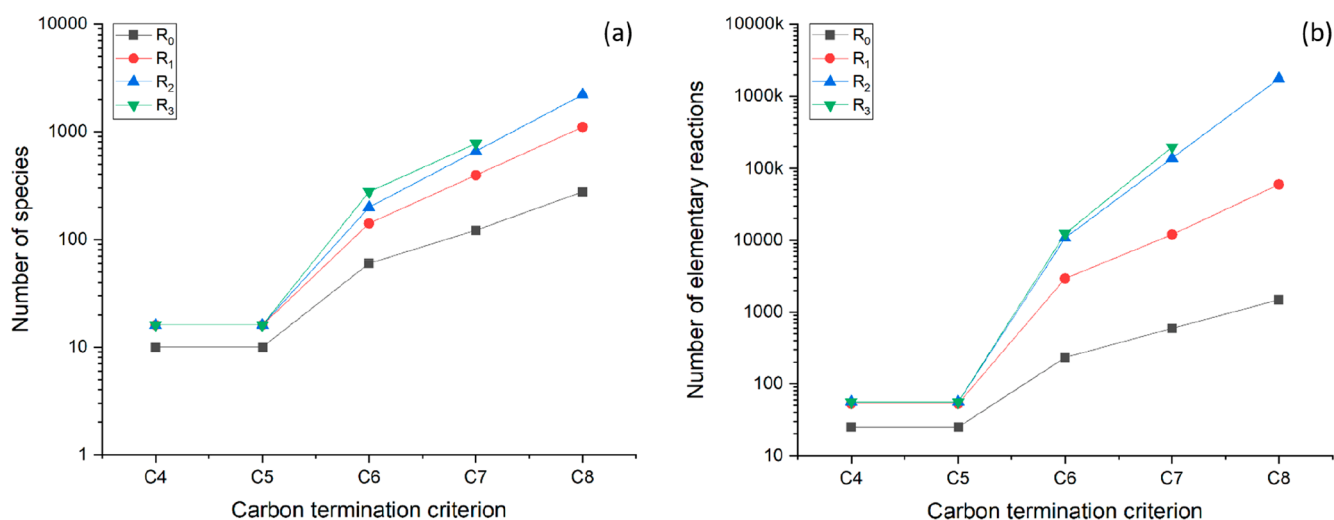 (a)
Number of species
10000
1000
100
10
1
R0
R1
R2
R3
C4 C5 C6 C7 C8
Carbon termination criterion
(b)
Number of elementary reactions
10000k
1000k
100k
10000
1000
100
10
R0
R1
R2
R3
C4 C5 C6 C7 C8
Carbon termination criterion